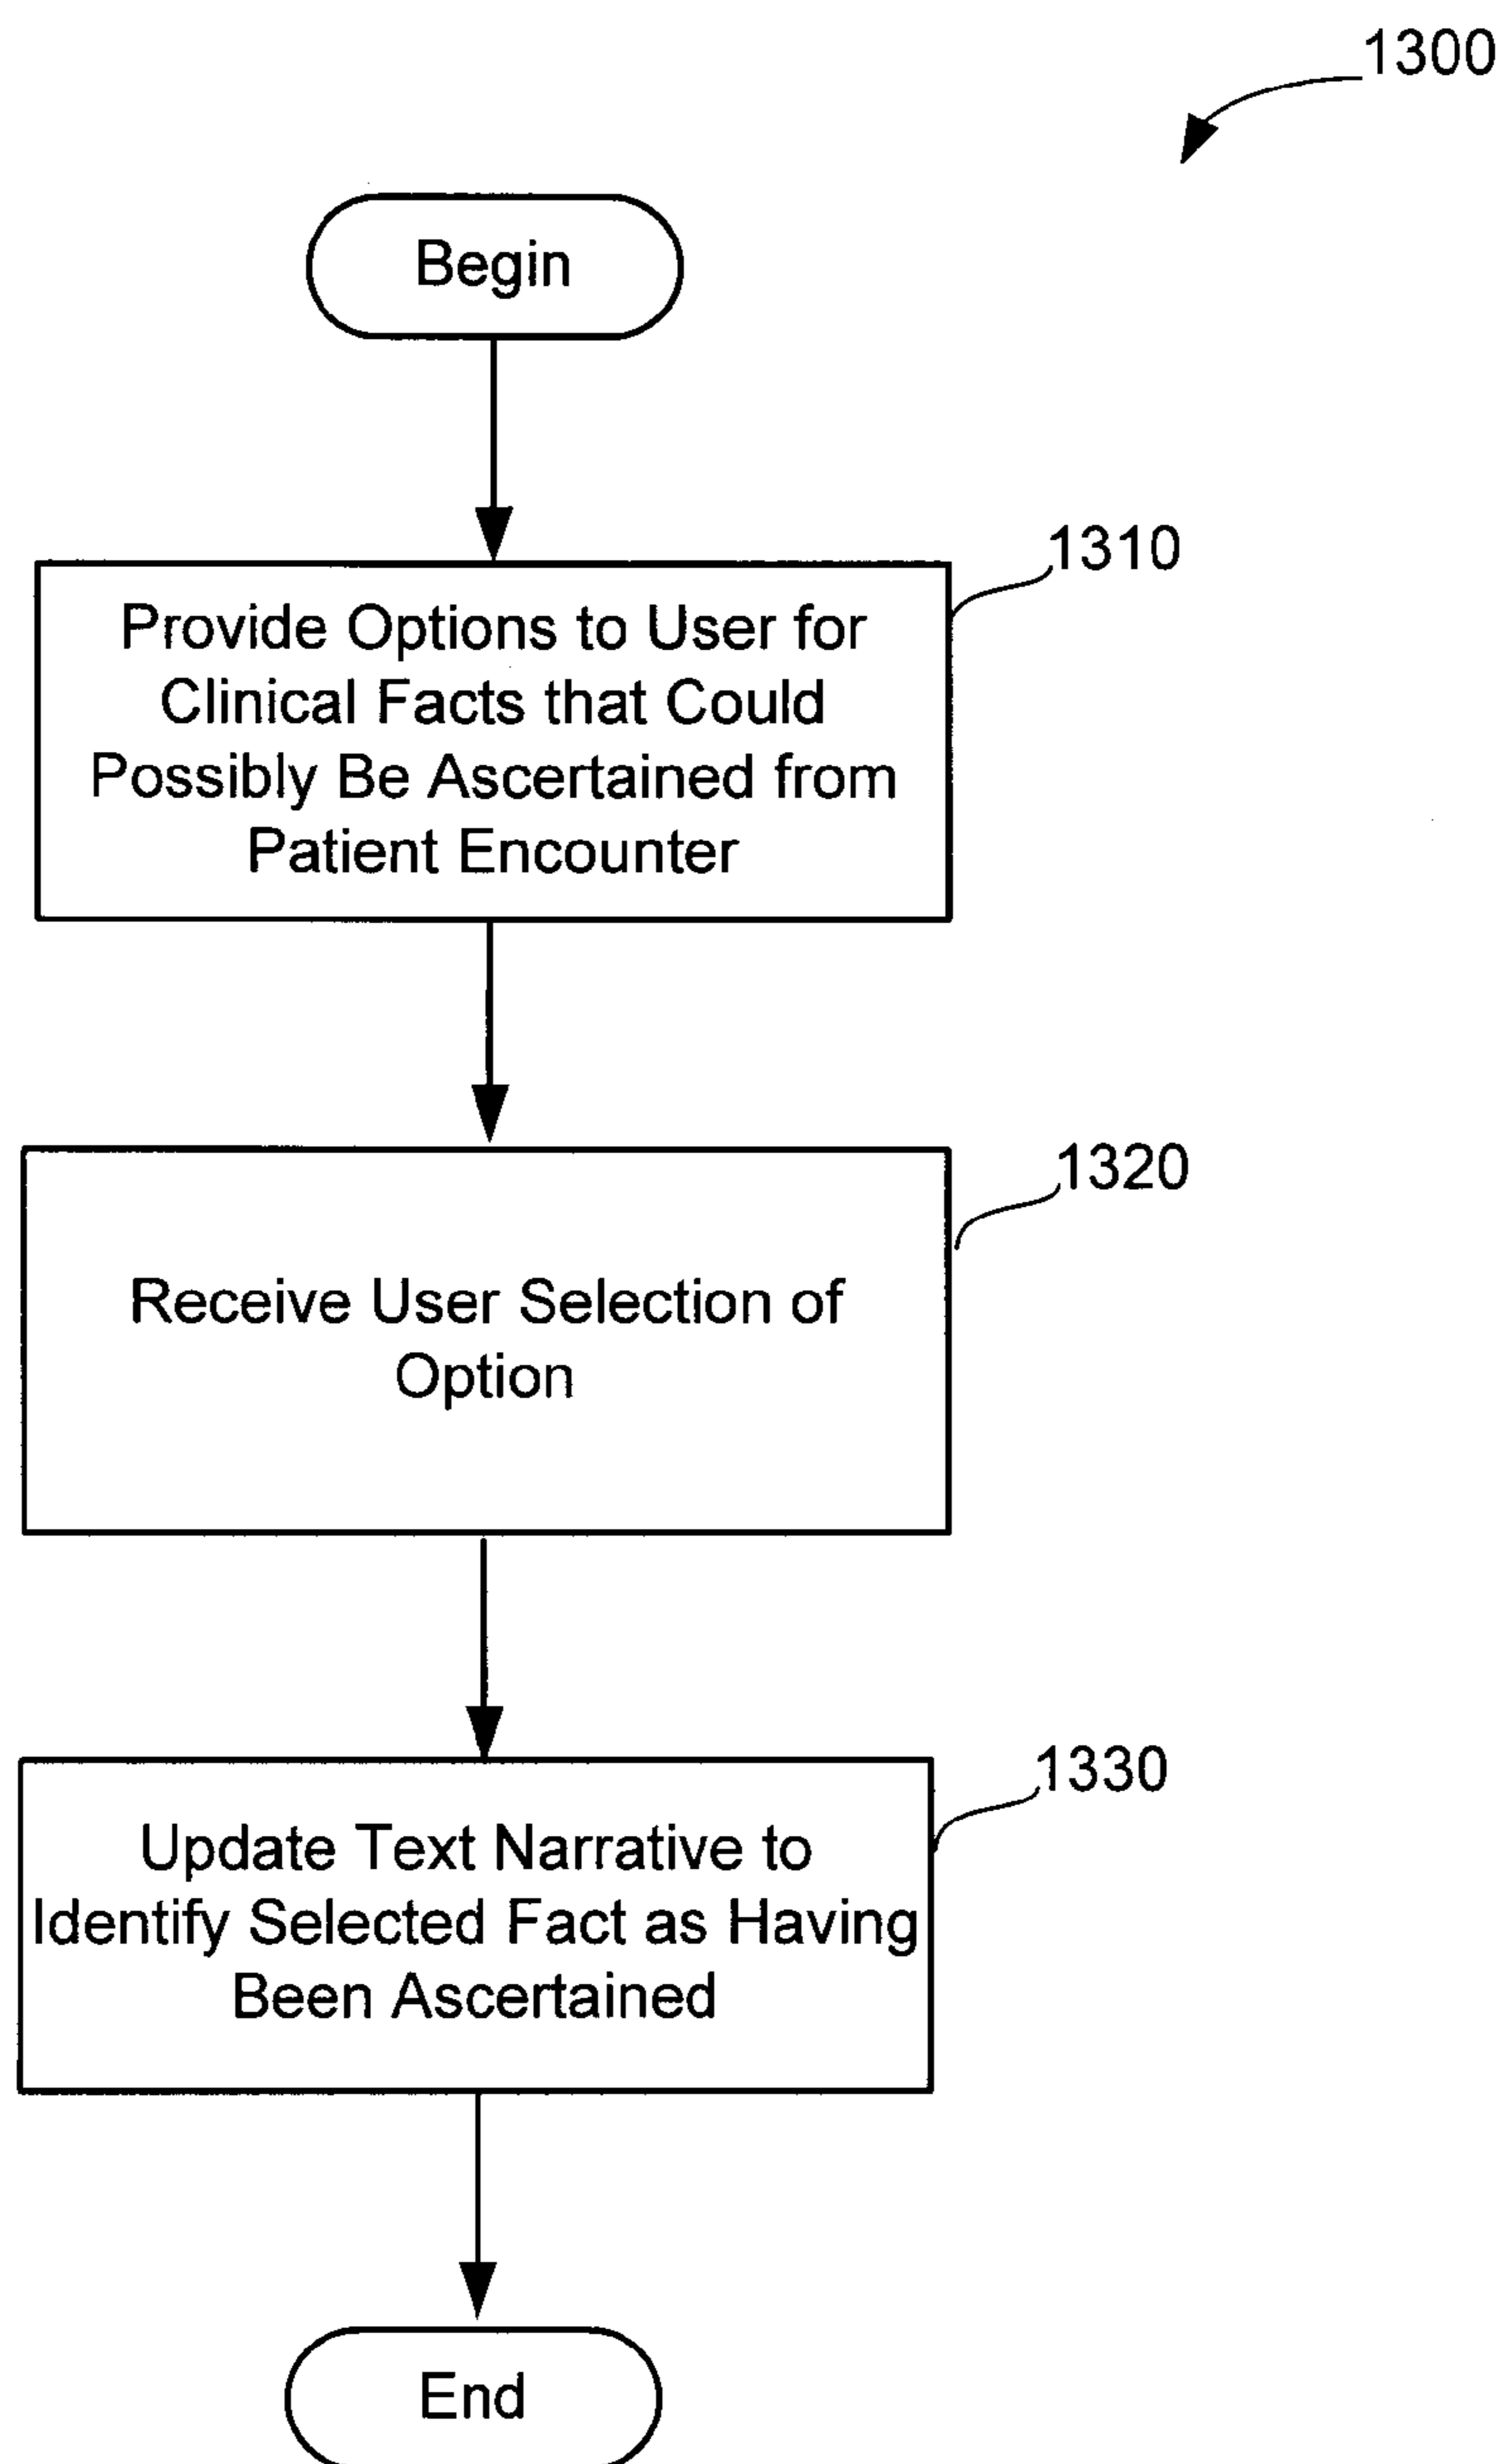 1300
Begin
1310
Provide Options to User for
Clinical Facts that Could
Possibly Be Ascertained from
Patient Encounter
1320
Receive User Selection of
Option
1330
Update Text Narrative to
Identify Selected Fact as Having
Been Ascertained
End